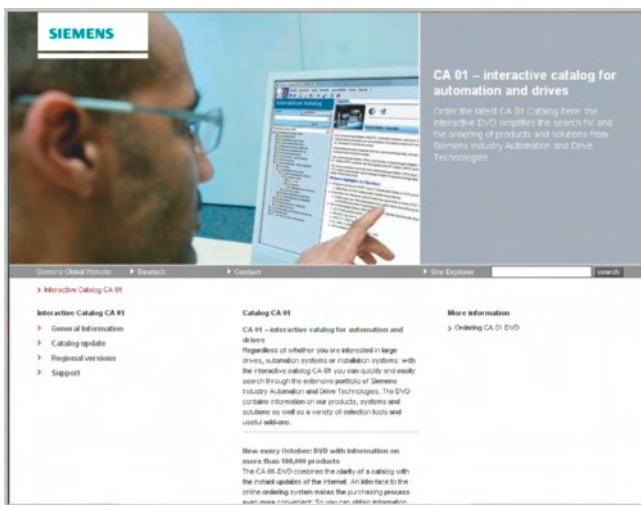 SIEMENS
CA 01 – interactive catalog for
automation and drives
Order the latest CA 01 Catalog here: the
interactive DVD simplifies the search for and
the ordering of products and solutions from
Siemens Industry Automation and Drive
Technologies.
Siemens Global Website
Deutsch
Contact
Site Explorer
search
Interactive Catalog CA 01
Interactive Catalog CA 01
General Information
Catalog update
Regional versions
Support
Catalog CA 01
CA 01 – interactive catalog for automation and
drives
Regardless of whether you are interested in large
drives, automation systems or installation systems: with
the interactive catalog CA 01 you can quickly and easily
search through the extensive portfolio of Siemens
Industry Automation and Drive Technologies. The DVD
contains information on our products, systems and
solutions as well as a variety of selection tools and
useful add-ons.
New every October: DVD with information on
more than 100,000 products
The CA 01-DVD combines the clarity of a catalog with
the instant updates of the Internet. An interface to the
online ordering system makes the purchasing process
even more convenient: So you can obtain information
More information
Ordering CA 01 DVD